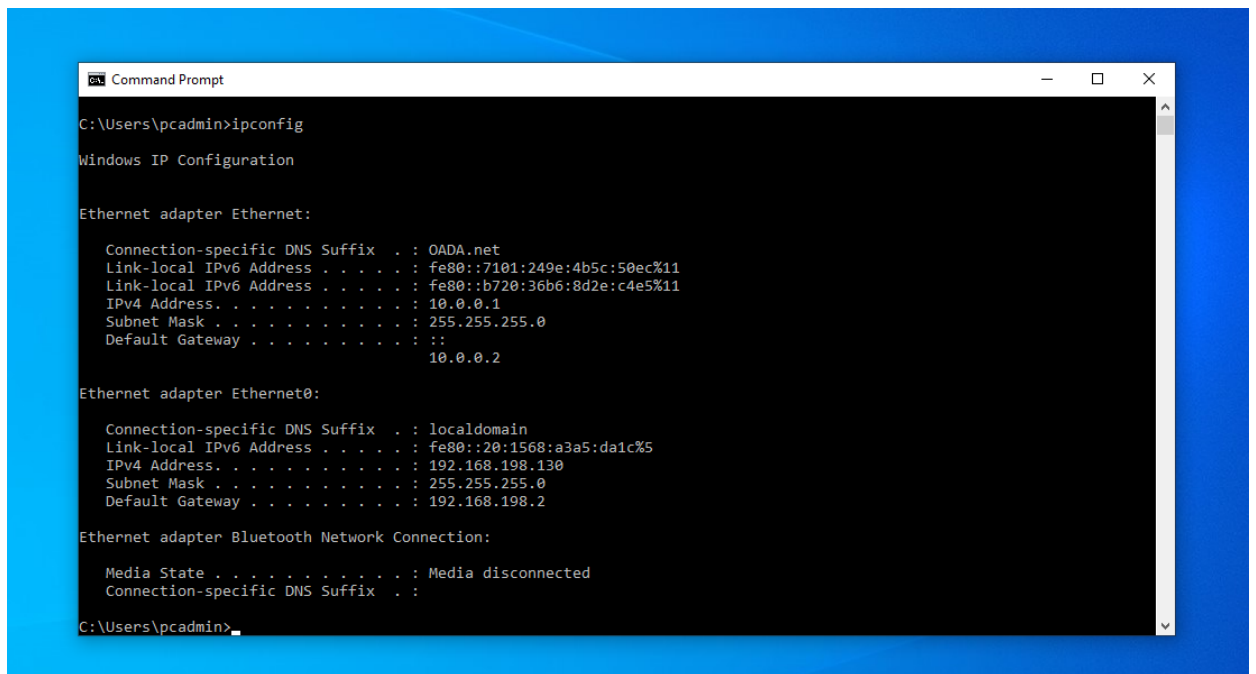 Command Prompt
C:\Users\pcadmin>ipconfig
Windows IP Configuration
Ethernet adapter Ethernet:
Connection-specific DNS Suffix . : OADA.net
Link-local IPv6 Address . . . . . : fe80::7101:249e:4b5c:50ec%11
Link-local IPv6 Address . . . . . : fe80::b720:36b6:8d2e:c4e5%11
IPv4 Address. . . . . . . . . . . : 10.0.0.1
Subnet Mask . . . . . . . . . . . : 255.255.255.0
Default Gateway . . . . . . . . . : ::
10.0.0.2
Ethernet adapter Ethernet0:
Connection-specific DNS Suffix . : localdomain
Link-local IPv6 Address . . . . . : fe80::20:1568:a3a5:da1c%5
IPv4 Address. . . . . . . . . . . : 192.168.198.130
Subnet Mask . . . . . . . . . . . : 255.255.255.0
Default Gateway . . . . . . . . . : 192.168.198.2
Ethernet adapter Bluetooth Network Connection:
Media State . . . . . . . . . . . : Media disconnected
Connection-specific DNS Suffix . :
C:\Users\pcadmin>